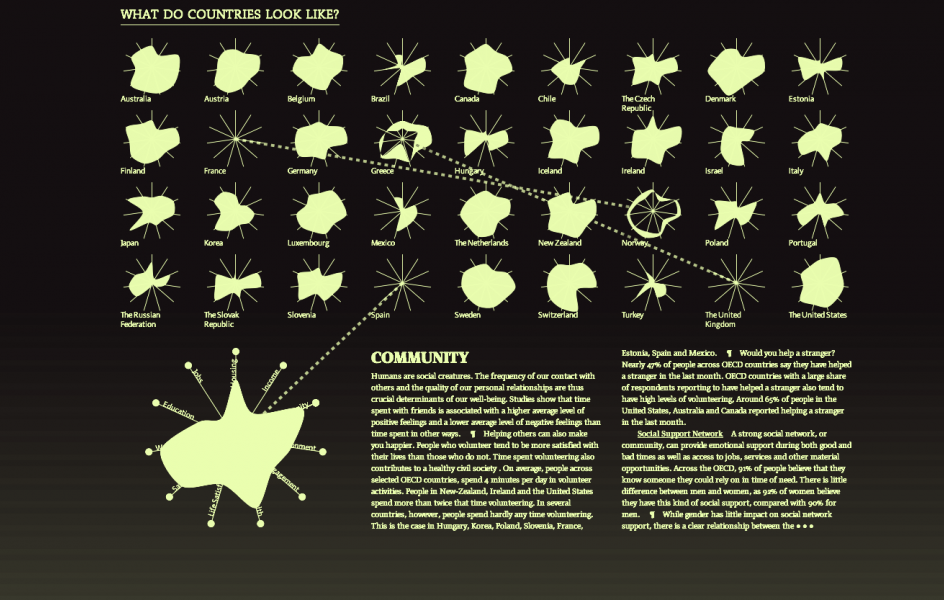 WHAT DO COUNTRIES LOOK LIKE?
Australia
Austria
Belgium
Brazil
Canada
Chile
The Czech
Republic
Denmark
Estonia
Finland
France
Germany
Greece
Hungary
Iceland
Ireland
Israel
Italy
Japan
Korea
Luxembourg
Mexico
The Netherlands
New Zealand
Norway
Poland
Portugal
The Russian
Federation
The Slovak
Republic
Slovenia
Spain
Sweden
Switzerland
Turkey
The United
Kingdom
The United States
Housing
Income
Jobs
Education
COMMUNITY
Humans are social creatures. The frequency of our contact with
others and the quality of our personal relationships are thus
crucial determinants of our well-being. Studies show that time
spent with friends is associated with a higher average level of
positive feelings and a lower average level of negative feelings than
time spent in other ways. ¶ Helping others can also make
you happier. People who volunteer tend to be more satisfied with
their lives than those who do not. Time spent volunteering also
contributes to a healthy civil society . On average, people across
selected OECD countries, spend 4 minutes per day in volunteer
activities. People in New-Zealand, Ireland and the United States
spend more than twice that time volunteering. In several
countries, however, people spend hardly any time volunteering.
This is the case in Hungary, Korea, Poland, Slovenia, France,
Estonia, Spain and Mexico. ¶ Would you help a stranger?
Nearly 47% of people across OECD countries say they have helped
a stranger in the last month. OECD countries with a large share
of respondents reporting to have helped a stranger also tend to
have high levels of volunteering. Around 65% of people in the
United States, Australia and Canada reported helping a stranger
in the last month.
Social Support Network A strong social network, or
community, can provide emotional support during both good and
bad times as well as access to jobs, services and other material
opportunities. Across the OECD, 91% of people believe that they
know someone they could rely on in time of need. There is little
difference between men and women, as 92% of women believe
they have this kind of social support, compared with 90% for
men. ¶ While gender has little impact on social network
support, there is a clear relationship between the •••